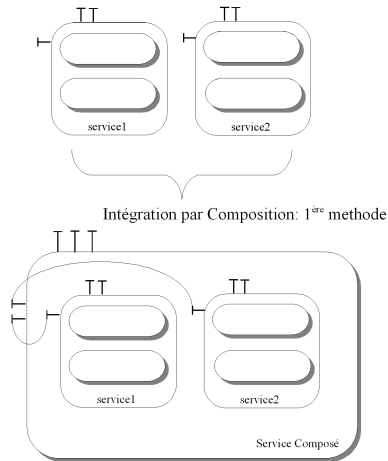 service1
service2
Intégration par Composition: 1ère methode
service1
service2
Service Composé